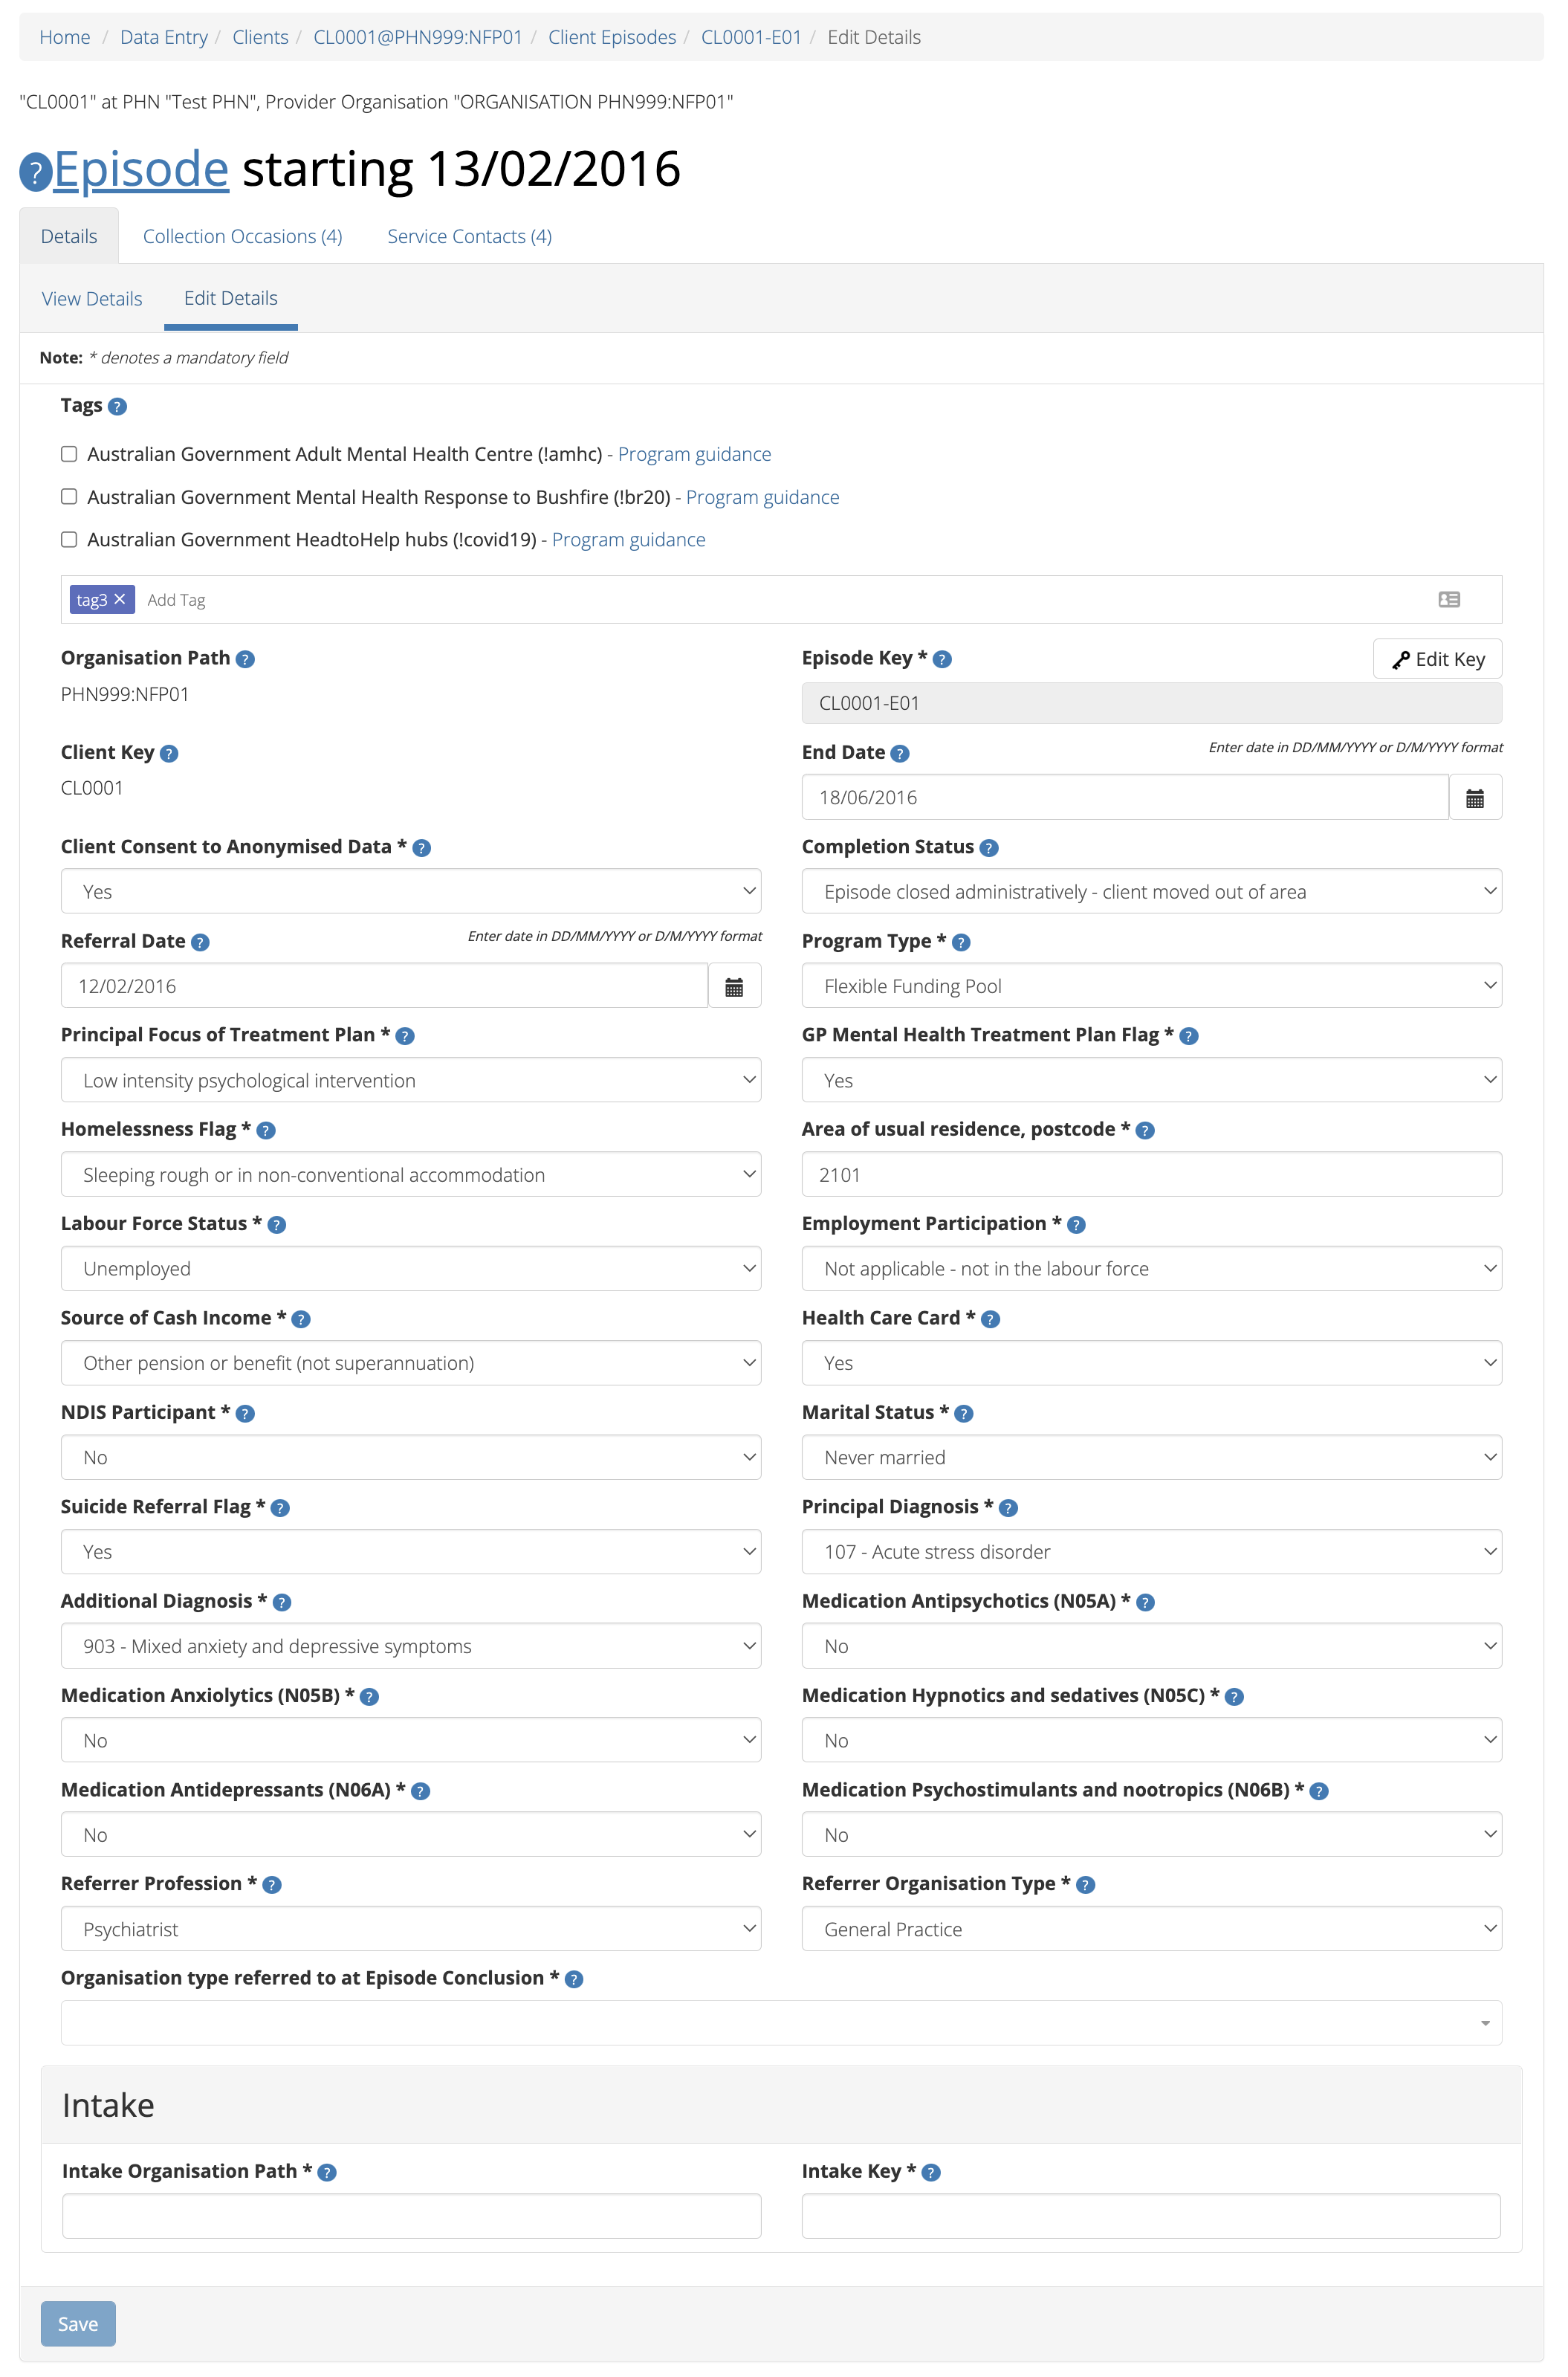 Home / Data Entry / Clients / CL0001@PHN999:NFP01 / Client Episodes / CL0001-E01 / Edit Details
"CL0001" at PHN "Test PHN", Provider Organisation "ORGANISATION PHN999:NFP01"
? Episode starting 13/02/2016
Details Collection Occasions (4) Service Contacts (4)
View Details Edit Details
Note: * denotes a mandatory field
Tags ?
Australian Government Adult Mental Health Centre (!amhc) - Program guidance
Australian Government Mental Health Response to Bushfire (!br20) - Program guidance
Australian Government HeadtoHelp hubs (!covid19) - Program guidance
tag3 × Add Tag
Organisation Path ? Episode Key * ? Edit Key
PHN999:NFP01 CL0001-E01
Client Key ? End Date ? Enter date in DD/MM/YYYY or D/M/YYYY format
CL0001 18/06/2016
Client Consent to Anonymised Data * ? Completion Status ?
Yes Episode closed administratively - client moved out of area
Referral Date ? Enter date in DD/MM/YYYY or D/M/YYYY format Program Type * ?
12/02/2016 Flexible Funding Pool
Principal Focus of Treatment Plan * ? GP Mental Health Treatment Plan Flag * ?
Low intensity psychological intervention Yes
Homelessness Flag * ? Area of usual residence, postcode * ?
Sleeping rough or in non-conventional accommodation 2101
Labour Force Status * ? Employment Participation * ?
Unemployed Not applicable - not in the labour force
Source of Cash Income * ? Health Care Card * ?
Other pension or benefit (not superannuation) Yes
NDIS Participant * ? Marital Status * ?
No Never married
Suicide Referral Flag * ? Principal Diagnosis * ?
Yes 107 - Acute stress disorder
Additional Diagnosis * ? Medication Antipsychotics (N05A) * ?
903 - Mixed anxiety and depressive symptoms No
Medication Anxiolytics (N05B) * ? Medication Hypnotics and sedatives (N05C) * ?
No No
Medication Antidepressants (N06A) * ? Medication Psychostimulants and nootropics (N06B) * ?
No No
Referrer Profession * ? Referrer Organisation Type * ?
Psychiatrist General Practice
Organisation type referred to at Episode Conclusion * ?
Intake
Intake Organisation Path * ? Intake Key * ?
Save